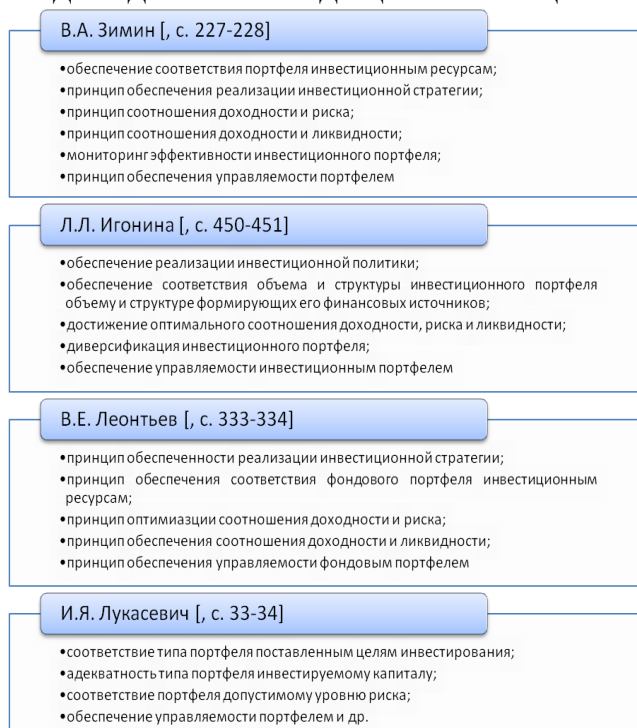 В.А. Зимин [, с. 227-228]
•обеспечение соответствия портфеля инвестиционным ресурсам;
•принцип обеспечения реализации инвестиционной стратегии;
•принцип соотношения доходности и риска;
•принцип соотношения доходности и ликвидности;
•мониторинг эффективности инвестиционного портфеля;
•принцип обеспечения управляемости портфелем
Л.Л. Игонина [, с. 450-451]
•обеспечение реализации инвестиционной политики;
•обеспечение соответствия объема и структуры инвестиционного портфеля
объему и структуре формирующих его финансовых источников;
•достижение оптимального соотношения доходности, риска и ликвидности;
•диверсификация инвестиционного портфеля;
•обеспечение управляемости инвестиционным портфелем
В.Е. Леонтьев [, с. 333-334]
•принцип обеспеченности реализации инвестиционной стратегии;
•принцип обеспечения соответствия фондового портфеля инвестиционным
ресурсам;
•принцип оптимиазции соотношения доходности и риска;
•принцип обеспечения соотношения доходности и ликвидности;
•принцип обеспечения управляемости фондовым портфелем
И.Я. Лукасевич [, с. 33-34]
•соответствие типа портфеля поставленным целям инвестирования;
•адекватность типа портфеля инвестируемому капиталу;
•соответствие портфеля допустимому уровню риска;
•обеспечение управляемости портфелем и др.